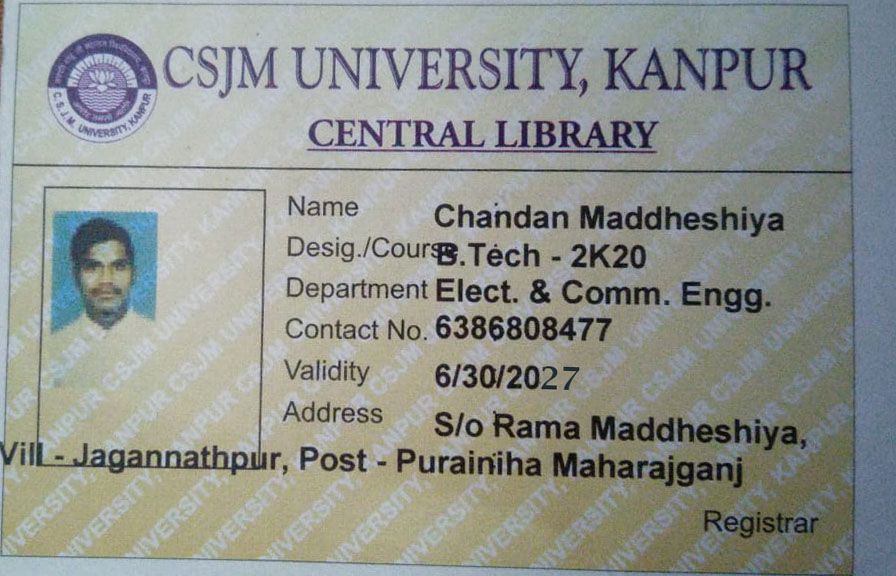 CSJM UNIVERSITY, KANPUR
C.S.J.M. UNIVERSITY, KANPUR
CENTRAL LIBRARY
Name Chandan Maddheshiya
Desig./Course B.Tech - 2K20
Department Elect. & Comm. Engg.
Contact No. 6386808477
Validity 6/30/2027
Address S/o Rama Maddheshiya,
Vill - Jagannathpur, Post - Purainiha Maharajganj
Registrar